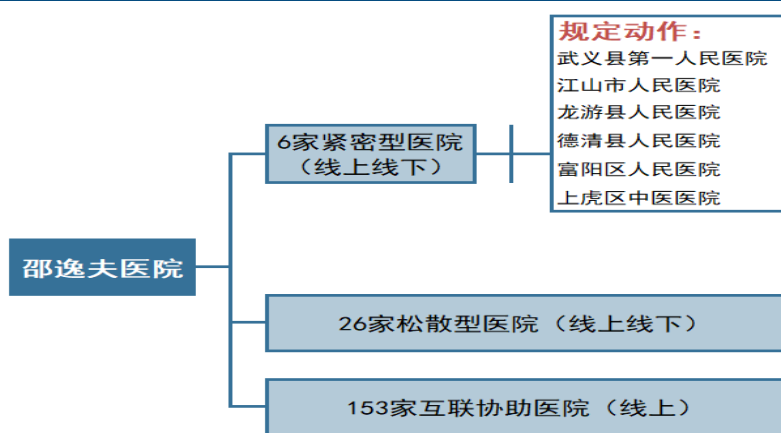 规定动作：
武义县第一人民医院
江山市人民医院
龙游县人民医院
德清县人民医院
富阳区人民医院
上虎区中医医院
6家紧密型医院
（线上线下）
邵逸夫医院
26家松散型医院（线上线下）
153家互联协助医院（线上）